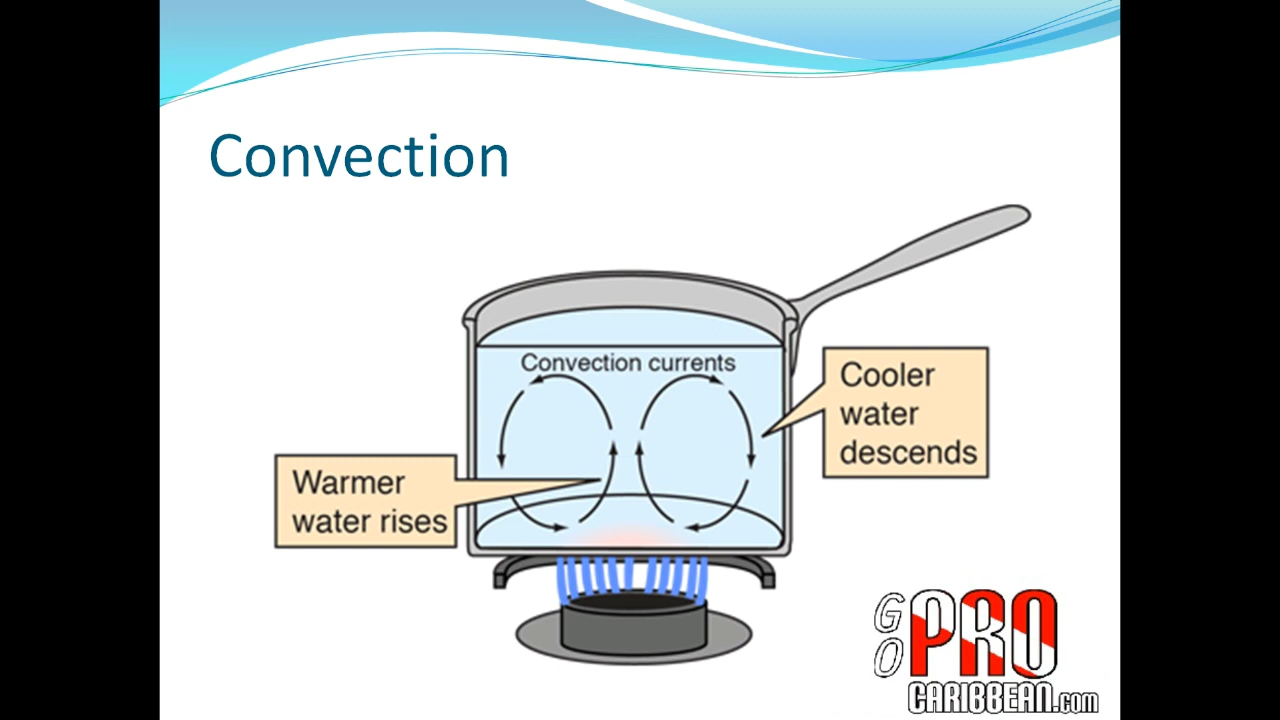 Convection
Convection currents
Cooler
water
descends
Warmer
water rises
GO
PRO
CARIBBEAN.com